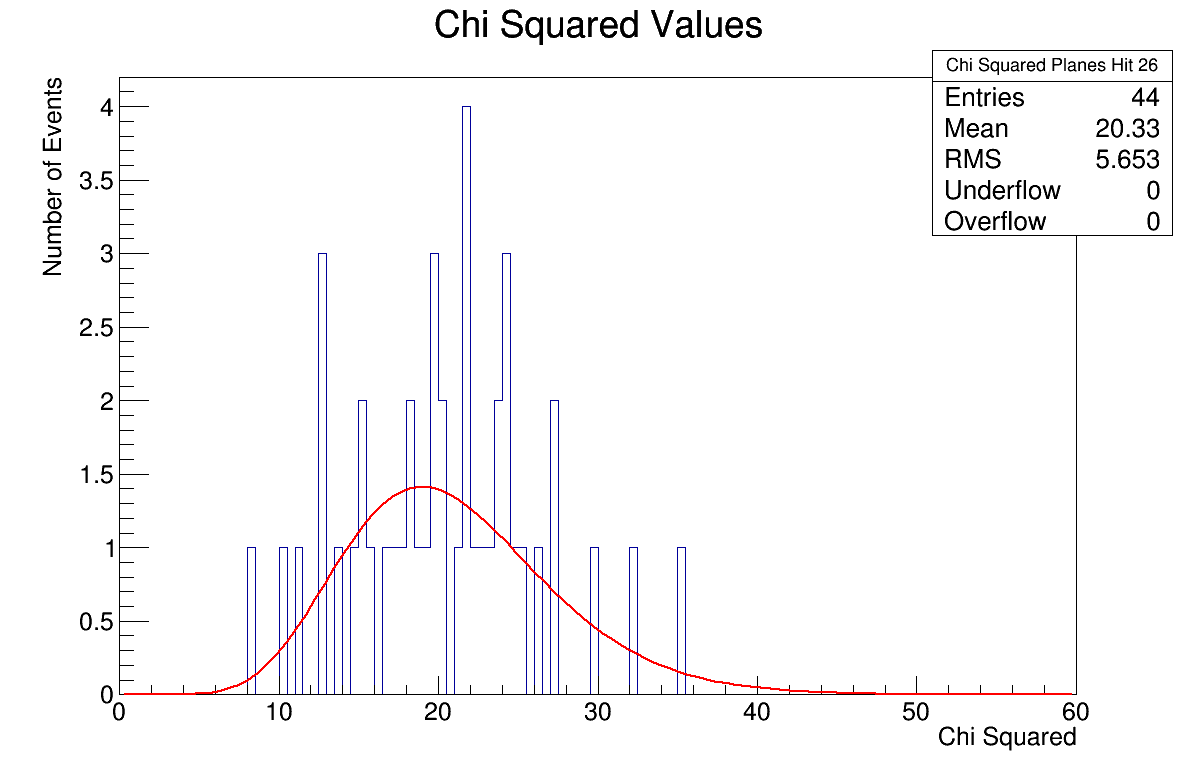 Chi Squared Values
Chi Squared Planes Hit 26
Entries 44
Mean 20.33
RMS 5.653
Underflow 0
Overflow 0
Number of Events
4
3.5
3
2.5
2
1.5
1
0.5
0
0 10 20 30 40 50 60
Chi Squared